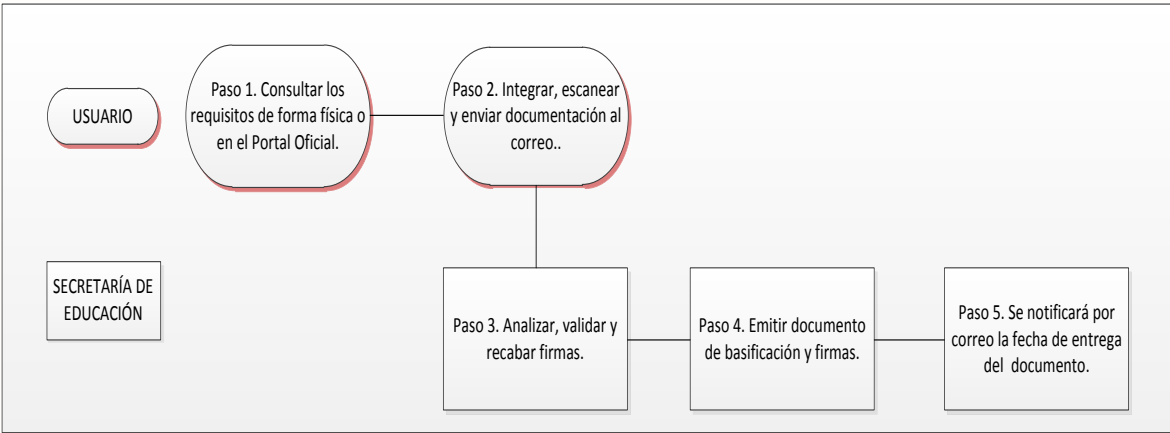 USUARIO
Paso 1. Consultar los
requisitos de forma física o
en el Portal Oficial.
Paso 2. Integrar, escanear
y enviar documentación al
correo..
SECRETARÍA DE
EDUCACIÓN
Paso 3. Analizar, validar y
recabar firmas.
Paso 4. Emitir documento
de basificación y firmas.
Paso 5. Se notificará por
correo la fecha de entrega
del documento.